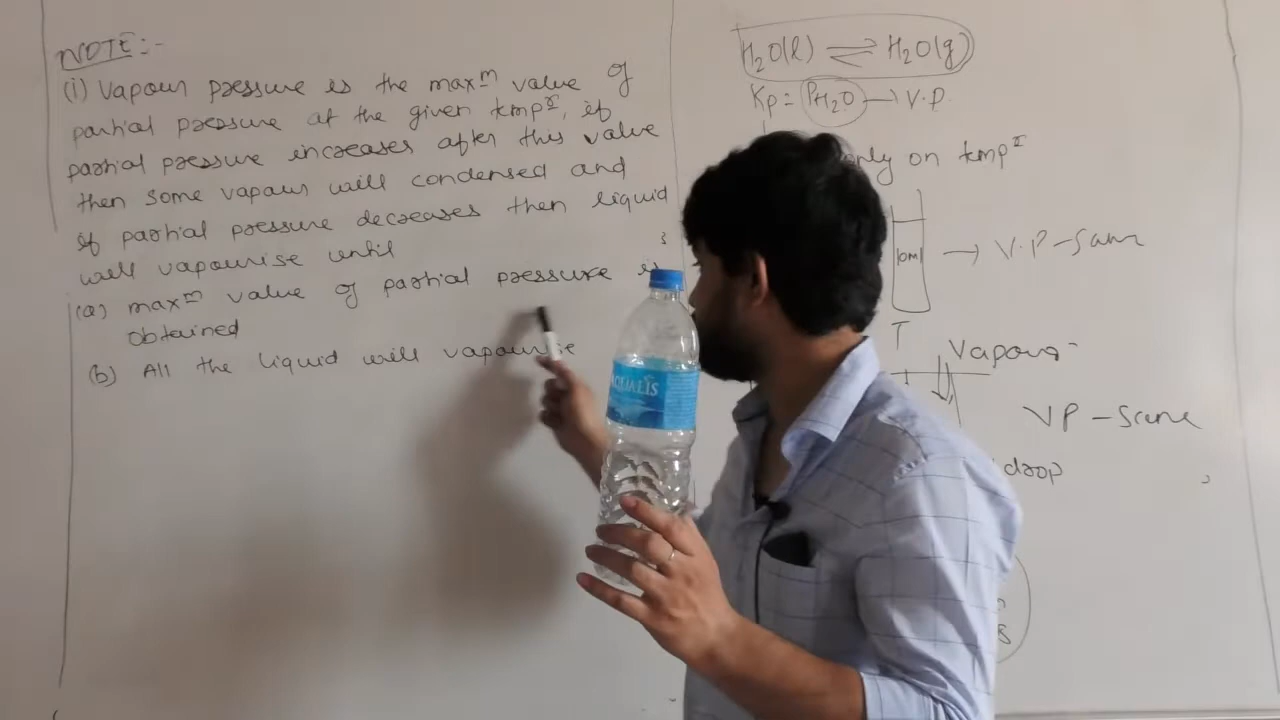 NOTE:-
(i) Vapour pressure is the maxᵐ value of
partial pressure at the given tmpʳ, if
partial pressure increases after this value
then some vapour will condensed and
if partial pressure decreases then liquid
will vapourise until
(a) maxᵐ value of partial pressure is
obtained
(b) All the liquid will vapourise
H₂O(l) ⇌ H₂O(g)
Kp = PH₂O → V.P.
only on tmpʳ
10ml → V.P - Same
T
Vapour
VP - Same
drop
AQUALIS